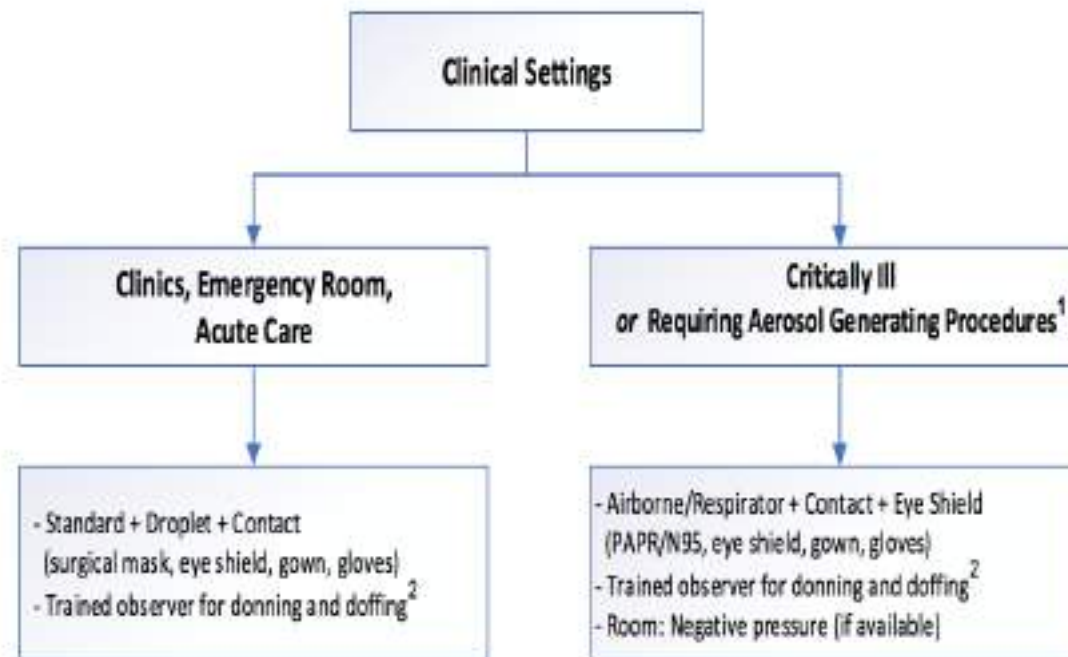 Clinical Settings
Clinics, Emergency Room,
Acute Care
Critically Ill
or Requiring Aerosol Generating Procedures1
- Standard + Droplet + Contact
(surgical mask, eye shield, gown, gloves)
- Trained observer for donning and doffing2
- Airborne/Respirator + Contact + Eye Shield
(PAPR/N95, eye shield, gown, gloves)
- Trained observer for donning and doffing2
- Room: Negative pressure (if available)